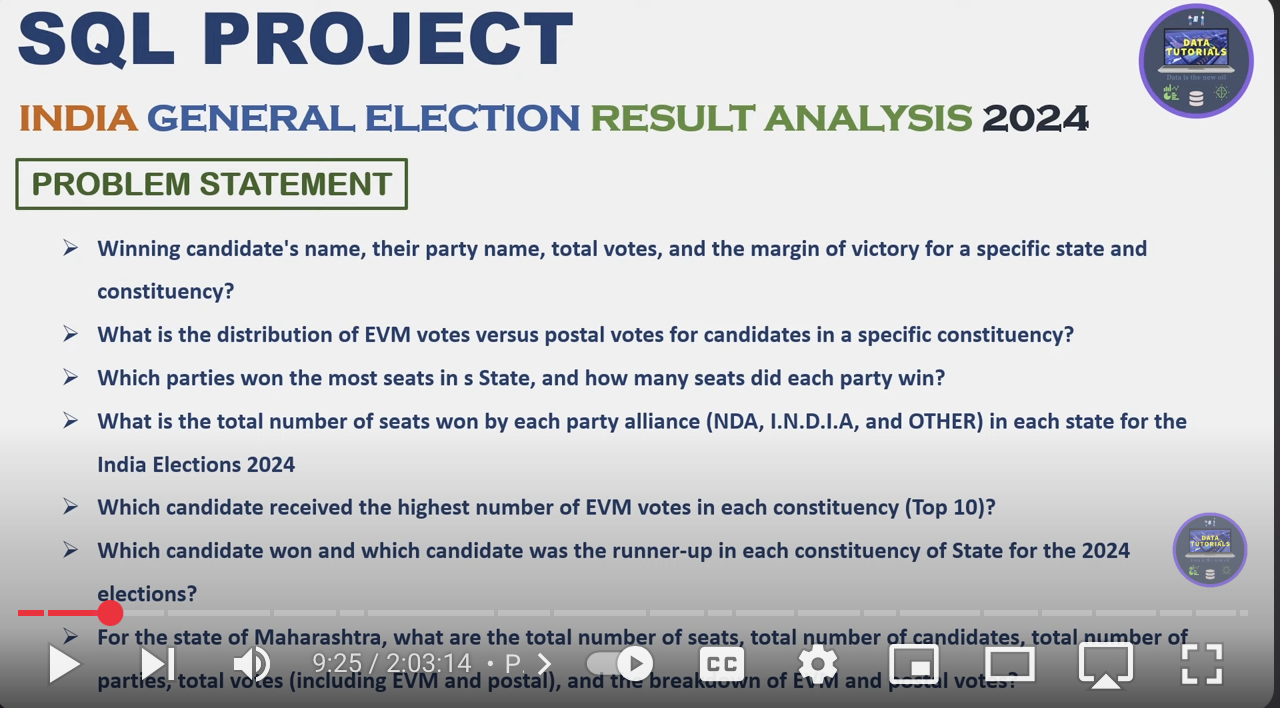 SQL PROJECT
DATA
TUTORIALS
Data is the new oil
INDIA GENERAL ELECTION RESULT ANALYSIS 2024
PROBLEM STATEMENT
Winning candidate's name, their party name, total votes, and the margin of victory for a specific state and
constituency?
What is the distribution of EVM votes versus postal votes for candidates in a specific constituency?
Which parties won the most seats in s State, and how many seats did each party win?
What is the total number of seats won by each party alliance (NDA, I.N.D.I.A, and OTHER) in each state for the
India Elections 2024
Which candidate received the highest number of EVM votes in each constituency (Top 10)?
Which candidate won and which candidate was the runner-up in each constituency of State for the 2024
elections?
DATA
TUTORIALS
For the state of Maharashtra, what are the total number of seats, total number of candidates, total number of
9:25 / 2:03:14 • P.
CC
parties, total votes (including EVM and postal), and the breakdown of EVM and postal votes?